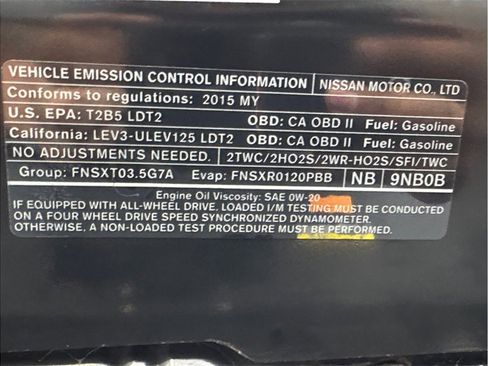 VEHICLE EMISSION CONTROL INFORMATION NISSAN MOTOR CO., LTD
Conforms to regulations: 2015 MY
U.S. EPA: T2B5 LDT2 OBD: CA OBD II Fuel: Gasoline
California: LEV3-ULEV125 LDT2 OBD: CA OBD II Fuel: Gasoline
NO ADJUSTMENTS NEEDED. 2TWC/2HO2S/2WR-HO2S/SFI/TWC
Group: FNSXT03.5G7A Evap: FNSXR0120PBB NB 9NB0B
Engine Oil Viscosity: SAE 0W-20
IF EQUIPPED WITH ALL-WHEEL DRIVE. LOADED I/M TESTING MUST BE CONDUCTED
ON A FOUR WHEEL DRIVE SPEED SYNCHRONIZED DYNAMOMETER.
OTHERWISE. A NON-LOADED TEST PROCEDURE MUST BE PERFORMED.